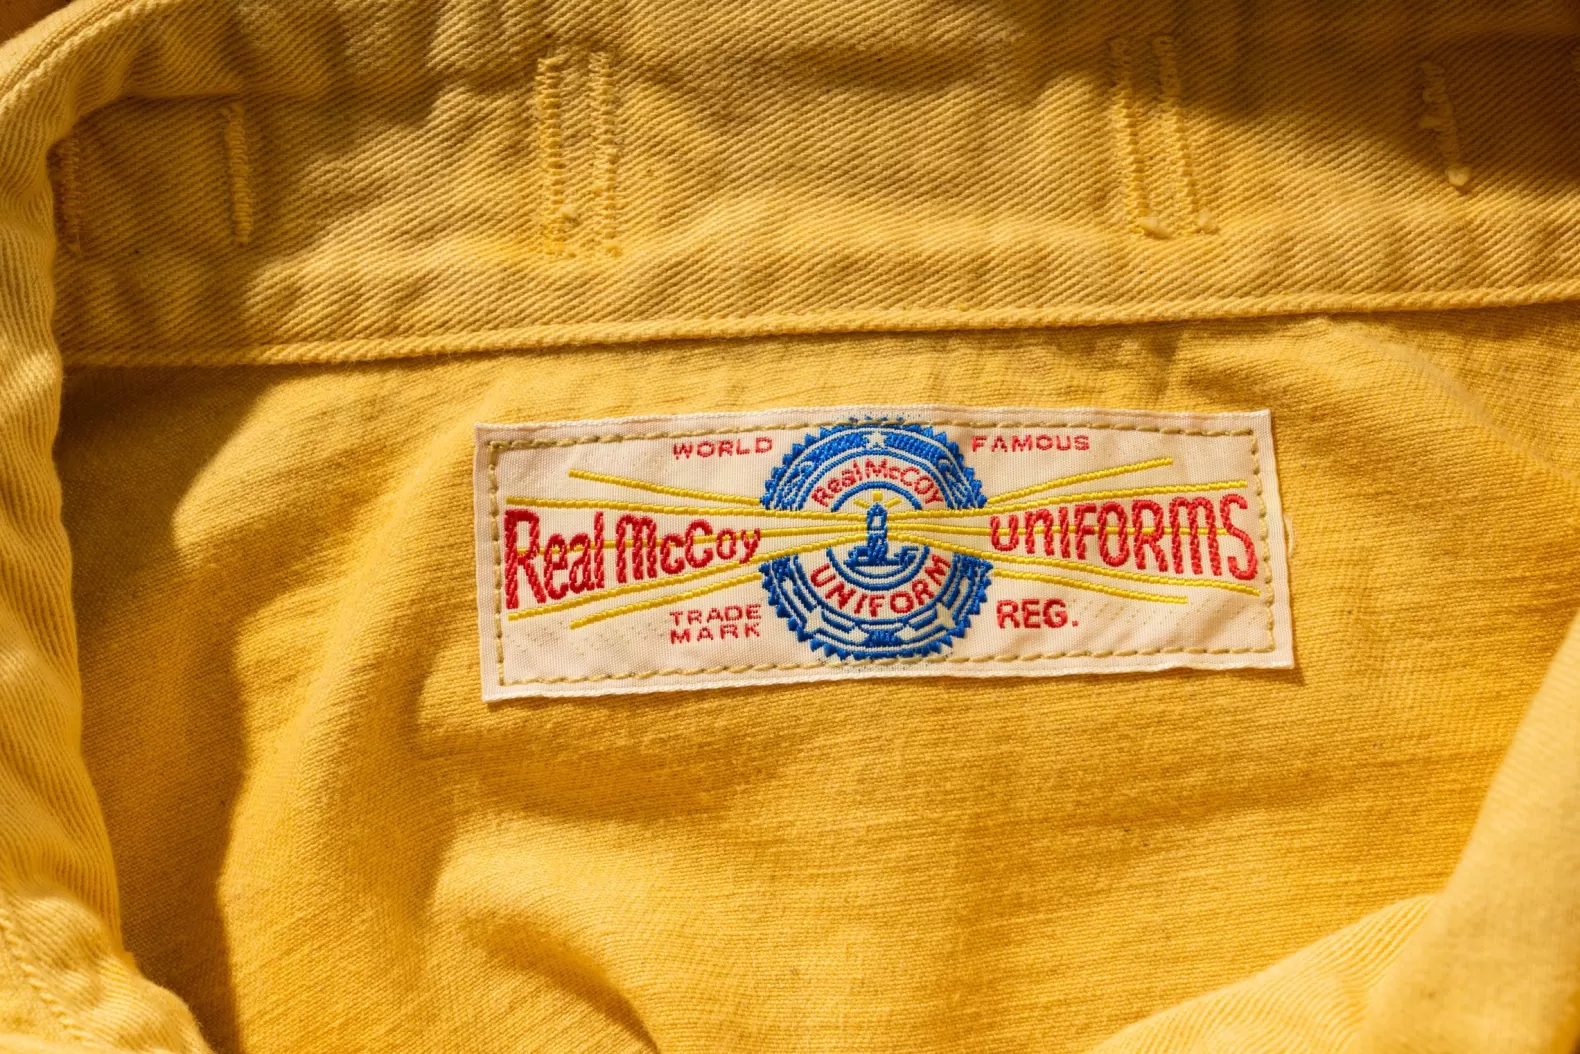 WORLD FAMOUS
Real McCoy
Real McCoy UNIFORMS
UNIFORM
TRADE MARK REG.